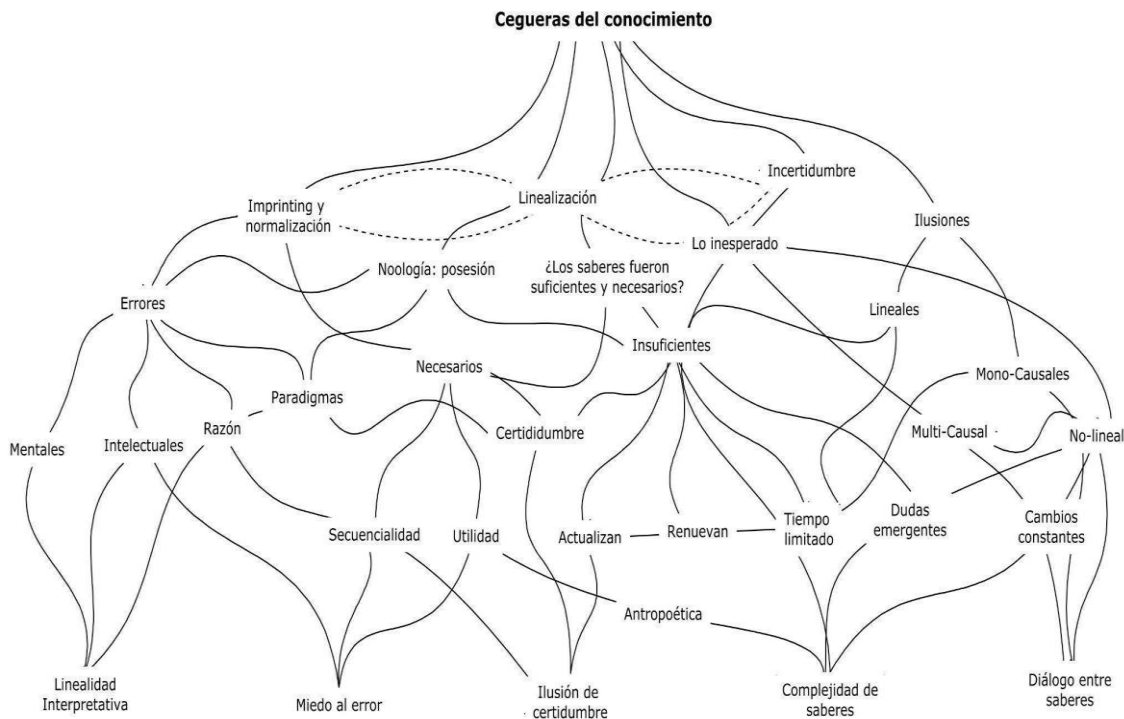 Cegueras del conocimiento
Incertidumbre
Linealización
Imprinting y
normalización
Ilusiones
Lo inesperado
Noología: posesión
¿Los saberes fueron
suficientes y necesarios?
Errores
Lineales
Insuficientes
Necesarios
Mono-Causales
Paradigmas
Razón
Certididumbre
Multi-Causal
No-lineal
Mentales
Intelectuales
Secuencialidad
Utilidad
Actualizan
Renuevan
Tiempo
limitado
Dudas
emergentes
Cambios
constantes
Antropoética
Linealidad
Interpretativa
Miedo al error
Ilusión de
certidumbre
Complejidad de
saberes
Diálogo entre
saberes